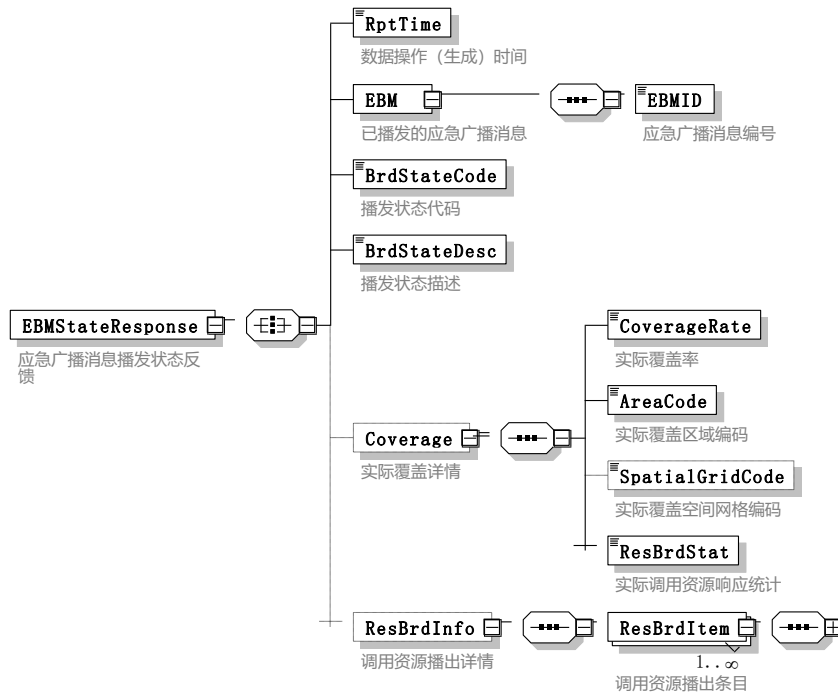 RptTime
数据操作（生成）时间
EBM
已播发的应急广播消息
EBMID
应急广播消息编号
BrdStateCode
播发状态代码
BrdStateDesc
播发状态描述
EBMStateResponse
应急广播消息播发状态反
馈
Coverage
实际覆盖详情
CoverageRate
实际覆盖率
AreaCode
实际覆盖区域编码
SpatialGridCode
实际覆盖空间网格编码
ResBrdStat
实际调用资源响应统计
ResBrdInfo
调用资源播出详情
ResBrdItem
1..∞
调用资源播出条目